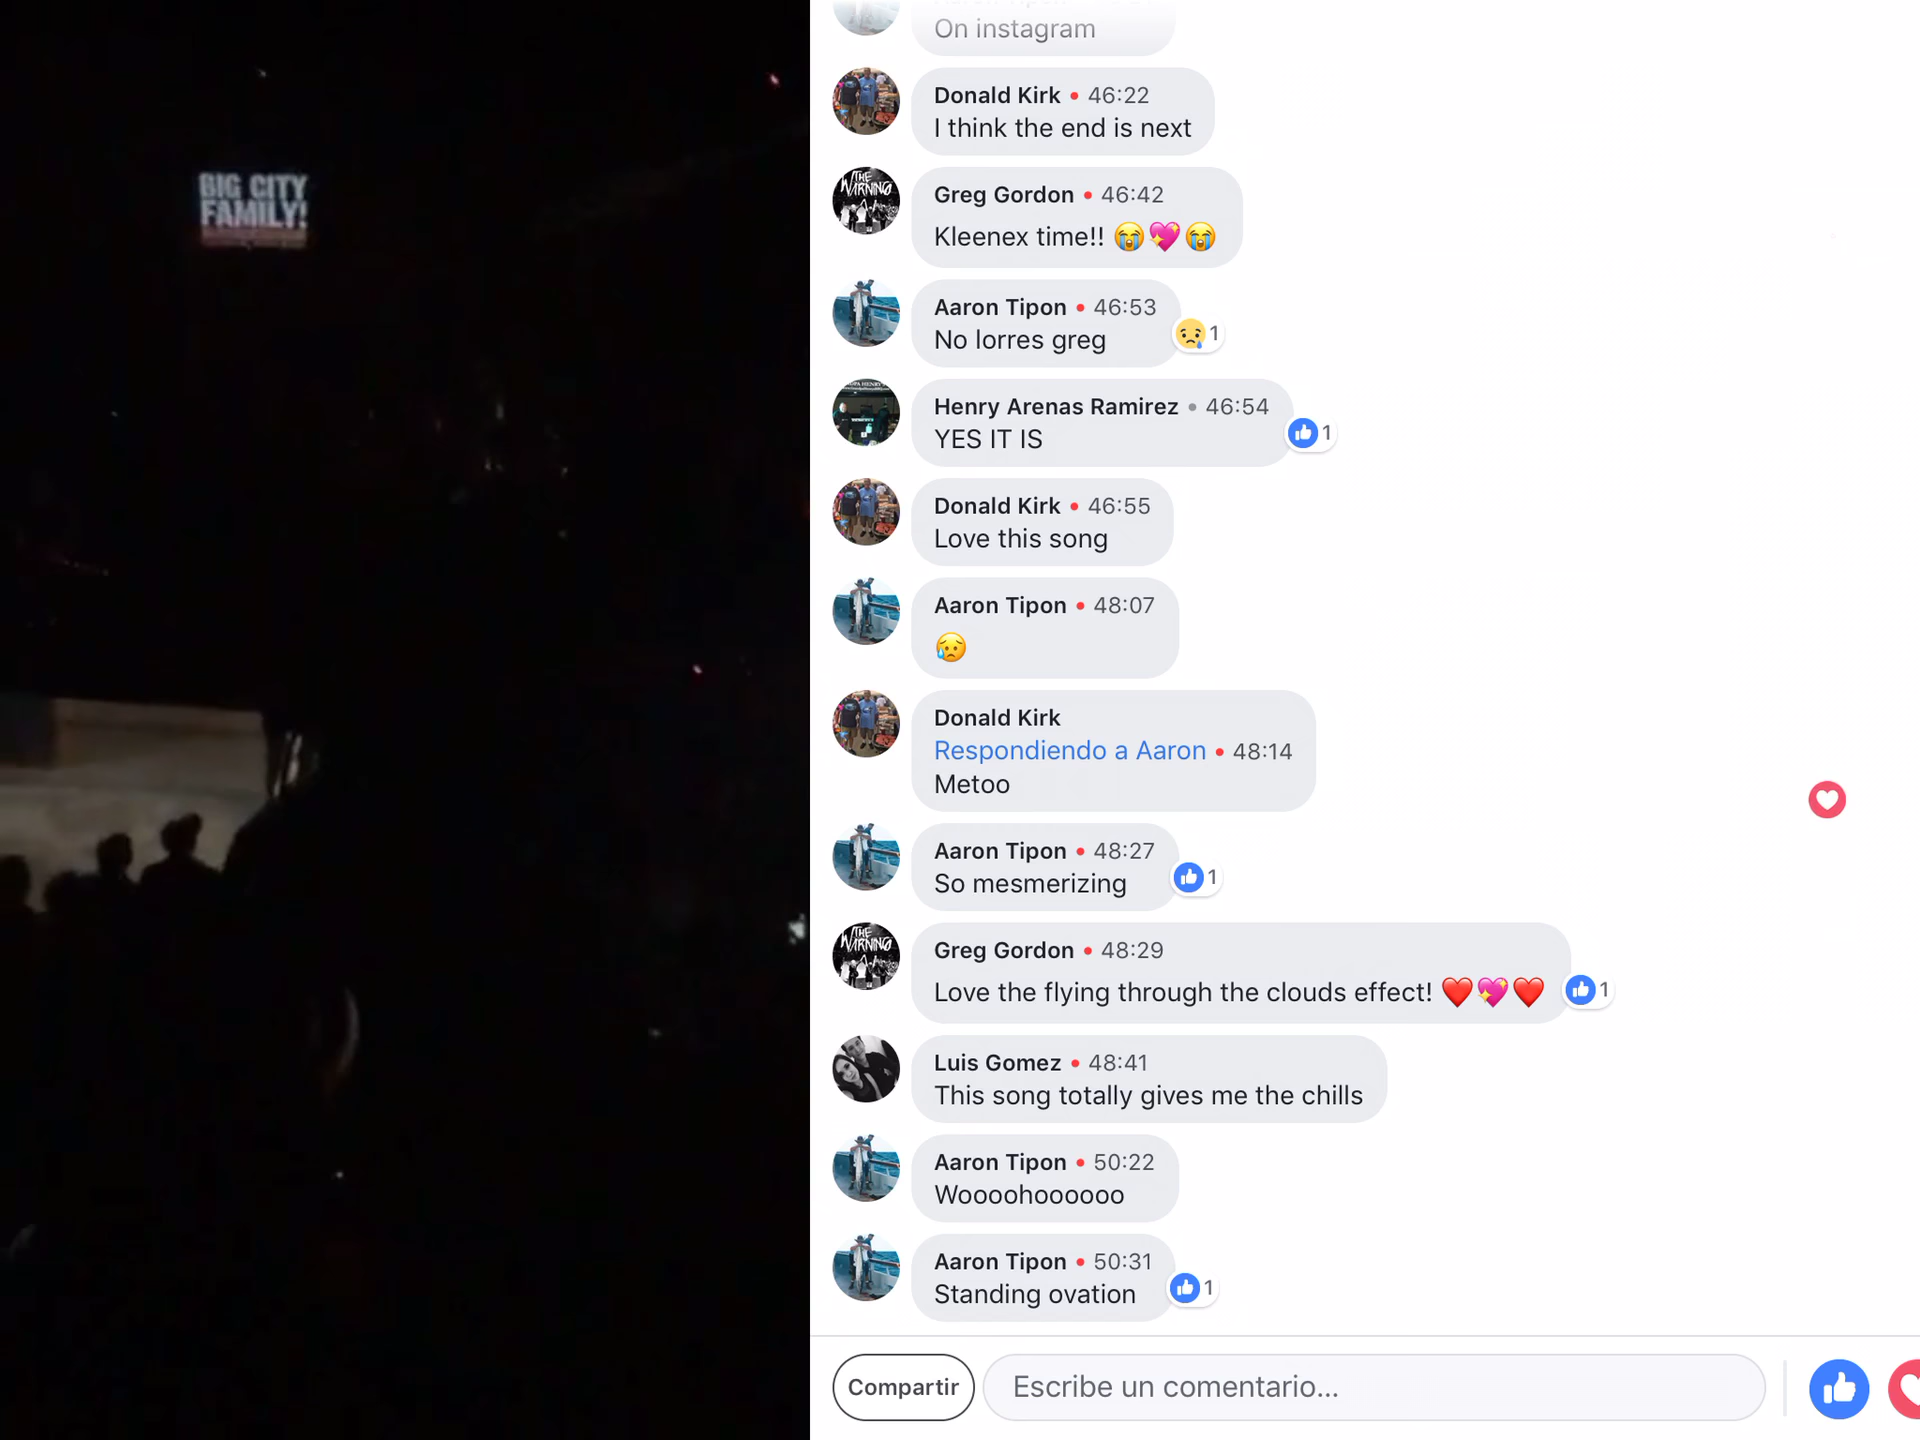 BIG CITY
FAMILY!
On instagram
Donald Kirk • 46:22
I think the end is next
THE
WARNING
Greg Gordon • 46:42
Kleenex time!! 😭💖😭
Aaron Tipon • 46:53
No lorres greg
😢 1
Henry Arenas Ramirez • 46:54
YES IT IS
1
Donald Kirk • 46:55
Love this song
Aaron Tipon • 48:07
😥
Donald Kirk
Respondiendo a Aaron • 48:14
Metoo
Aaron Tipon • 48:27
So mesmerizing
1
THE
WARNING
Greg Gordon • 48:29
Love the flying through the clouds effect! ❤️💖❤️
1
Luis Gomez • 48:41
This song totally gives me the chills
Aaron Tipon • 50:22
Woooohoooooo
Aaron Tipon • 50:31
Standing ovation
1
Compartir
Escribe un comentario...